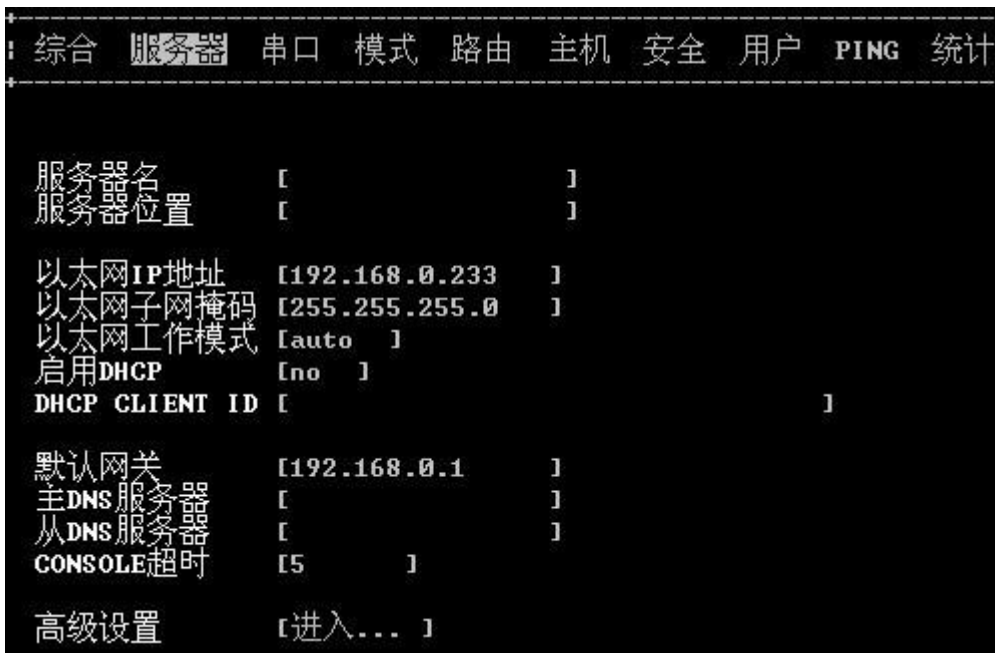 综合 服务器 串口 模式 路由 主机 安全 用户 PING 统计
服务器名 [ ]
服务器位置 [ ]
以太网IP地址 [192.168.0.233 ]
以太网子网掩码 [255.255.255.0 ]
以太网工作模式 [auto ]
启用DHCP [no ]
DHCP CLIENT ID [ ]
默认网关 [192.168.0.1 ]
主DNS服务器 [ ]
从DNS服务器 [ ]
CONSOLE超时 [5 ]
高级设置 [进入... ]